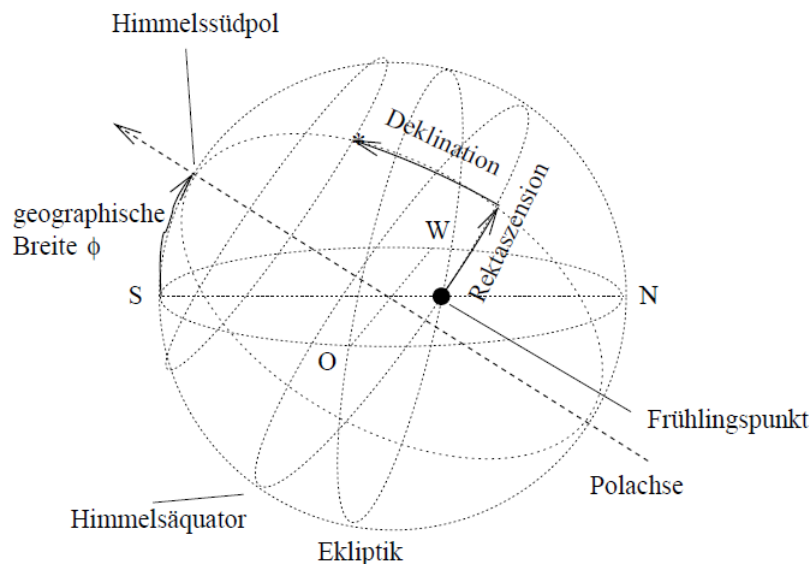 Himmelssüdpol
Deklination
geographische
Breite ϕ
W
Rektaszension
S
N
O
Frühlingspunkt
Polachse
Himmelsäquator
Ekliptik